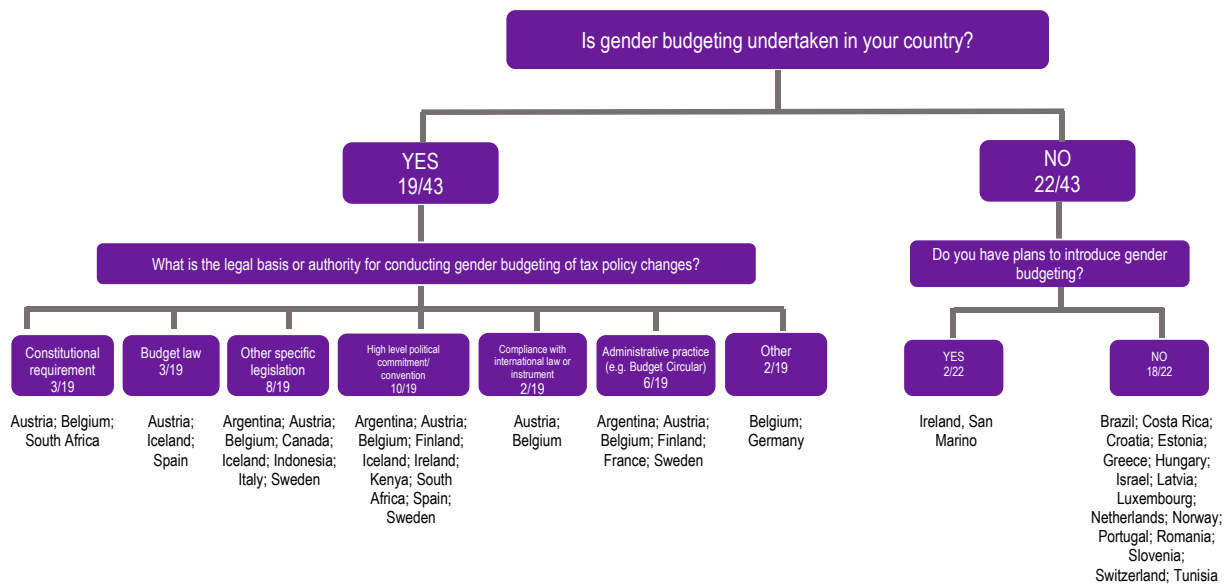 Is gender budgeting undertaken in your country?
YES
19/43
NO
22/43
What is the legal basis or authority for conducting gender budgeting of tax policy changes?
Do you have plans to introduce gender
budgeting?
Constitutional
requirement
3/19
Budget law
3/19
Other specific
legislation
8/19
High level political
commitment/
convention
10/19
Compliance with
international law or
instrument
2/19
Administrative practice
(e.g. Budget Circular)
6/19
Other
2/19
YES
2/22
NO
18/22
Austria; Belgium;
South Africa
Austria;
Iceland;
Spain
Argentina; Austria;
Belgium; Canada;
Iceland; Indonesia;
Italy; Sweden
Argentina; Austria;
Belgium; Finland;
Iceland; Ireland;
Kenya; South
Africa; Spain;
Sweden
Austria;
Belgium
Argentina; Austria;
Belgium; Finland;
France; Sweden
Belgium;
Germany
Ireland, San
Marino
Brazil; Costa Rica;
Croatia; Estonia;
Greece; Hungary;
Israel; Latvia;
Luxembourg;
Netherlands; Norway;
Portugal; Romania;
Slovenia;
Switzerland; Tunisia